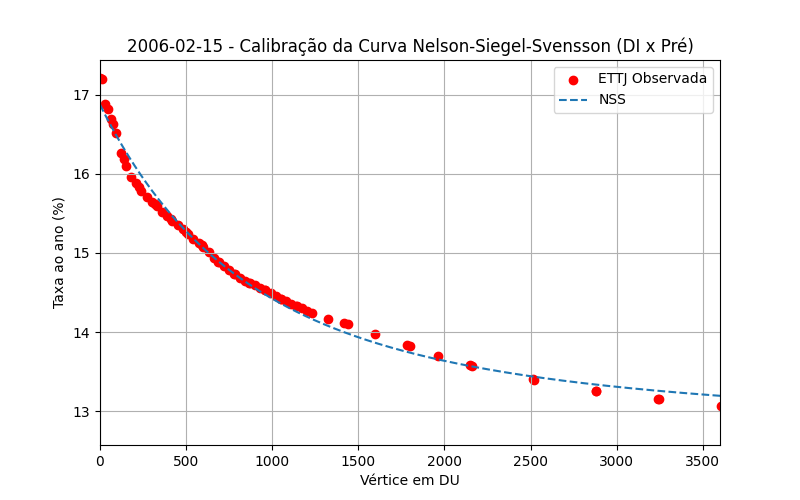 2006-02-15 - Calibração da Curva Nelson-Siegel-Svensson (DI x Pré)
ETTJ Observada
NSS
Taxa ao ano (%)
17
16
15
14
13
0 500 1000 1500 2000 2500 3000 3500
Vértice em DU